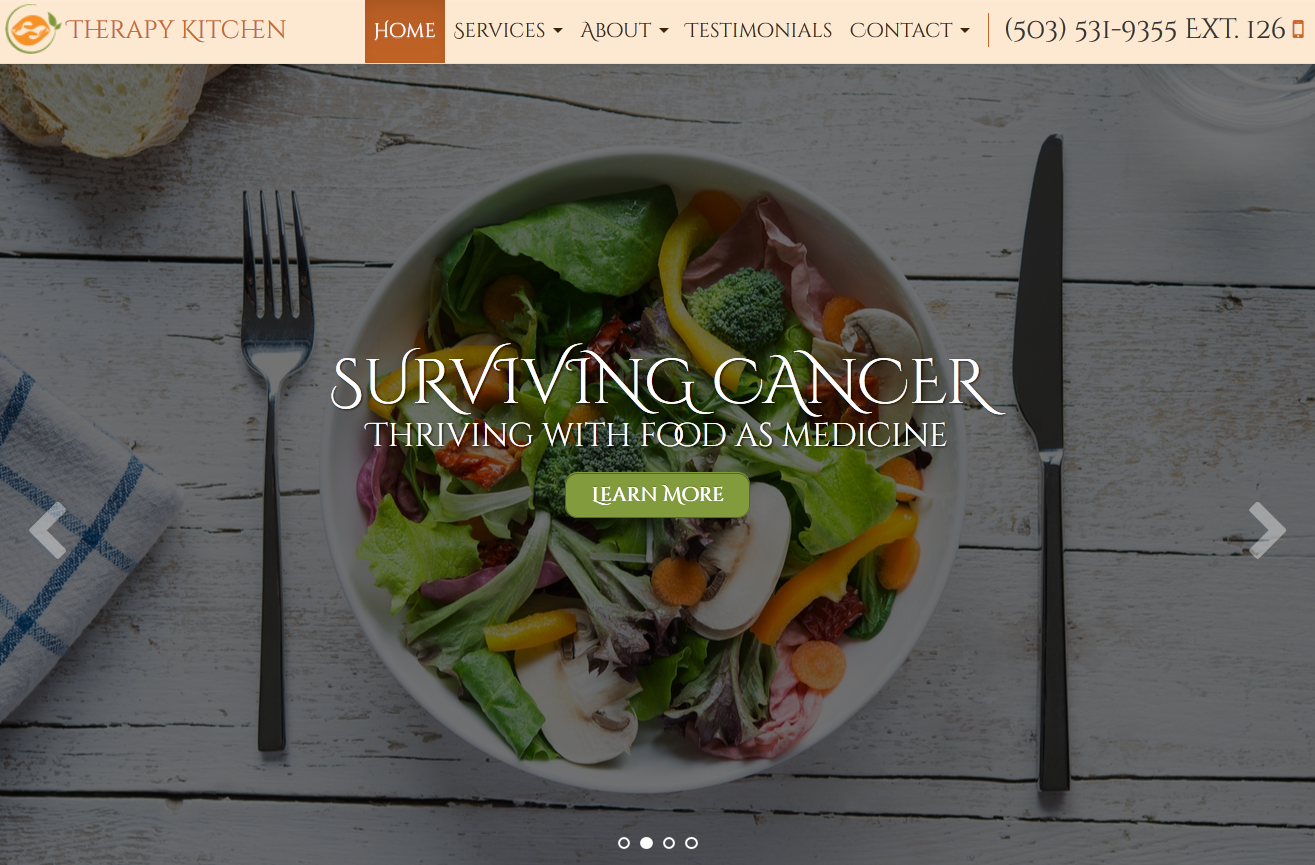 Therapy Kitchen
Home Services About Testimonials Contact (503) 531-9355 Ext. 126
Surviving Cancer
Thriving with Food as Medicine
Learn More